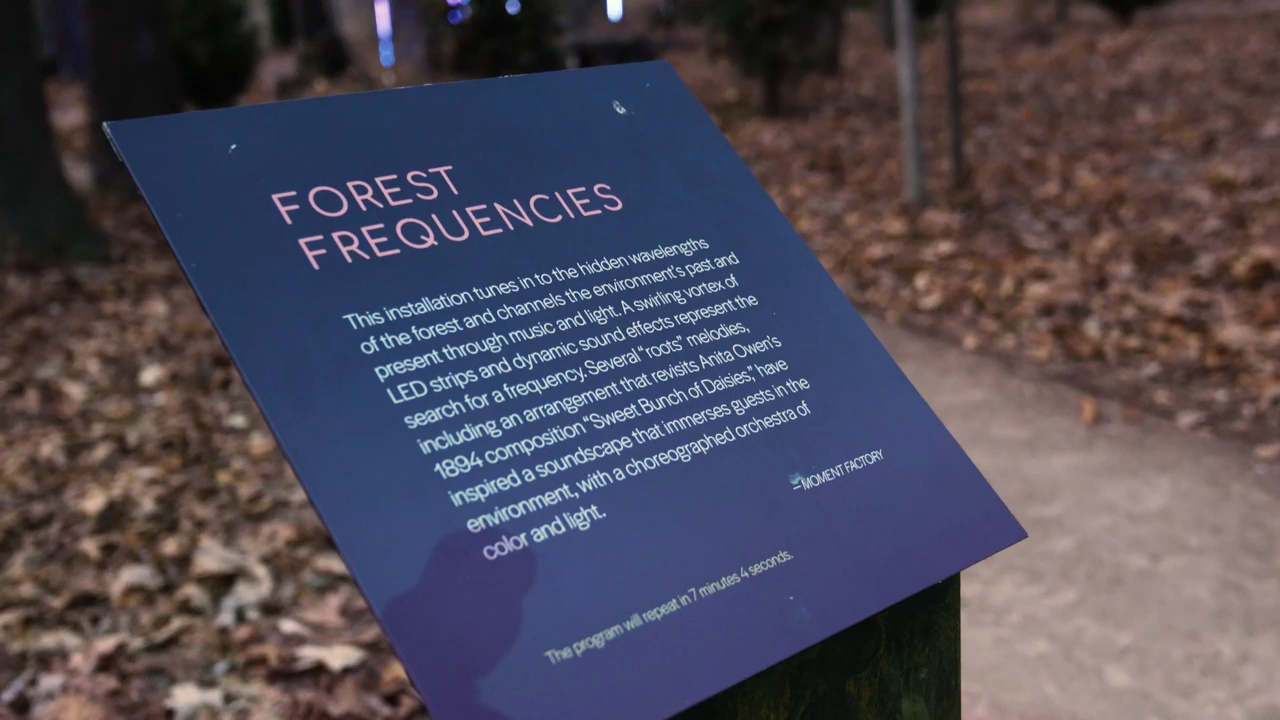 FOREST
FREQUENCIES
This installation tunes in to the hidden wavelengths
of the forest and channels the environment's past and
present through music and light. A swirling vortex of
LED strips and dynamic sound effects represent the
search for a frequency. Several "roots" melodies,
including an arrangement that revisits Anita Owen's
1894 composition "Sweet Bunch of Daisies," have
inspired a soundscape that immerses guests in the
environment, with a choreographed orchestra of
color and light.
—MOMENT FACTORY
The program will repeat in 7 minutes 4 seconds.